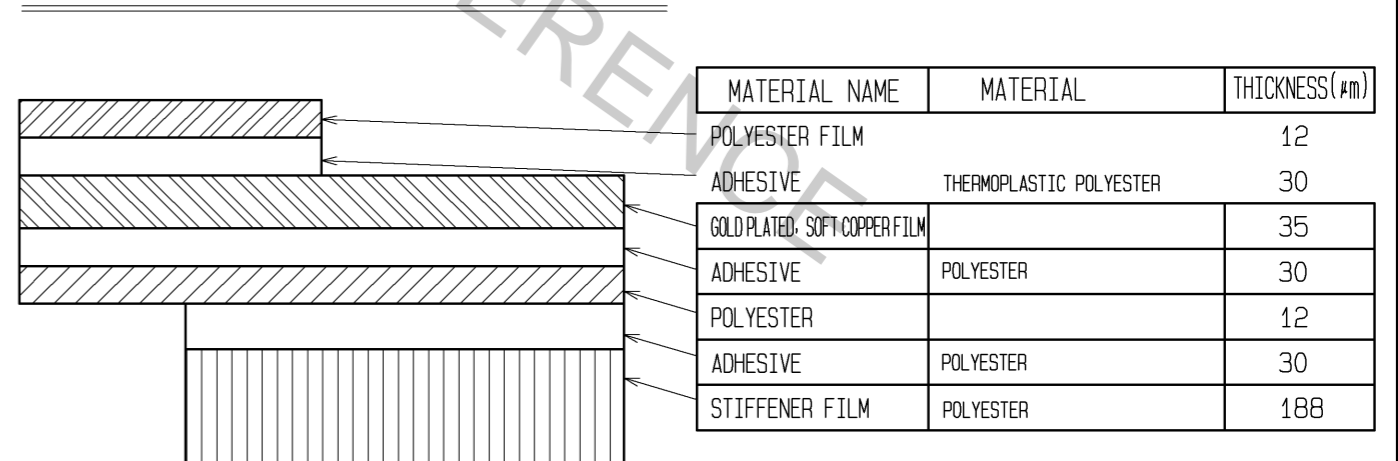 ERENCE
MATERIAL NAME MATERIAL THICKNESS(μm)
POLYESTER FILM 12
ADHESIVE THERMOPLASTIC POLYESTER 30
GOLD PLATED, SOFT COPPER FILM 35
ADHESIVE POLYESTER 30
POLYESTER 12
ADHESIVE POLYESTER 30
STIFFENER FILM POLYESTER 188